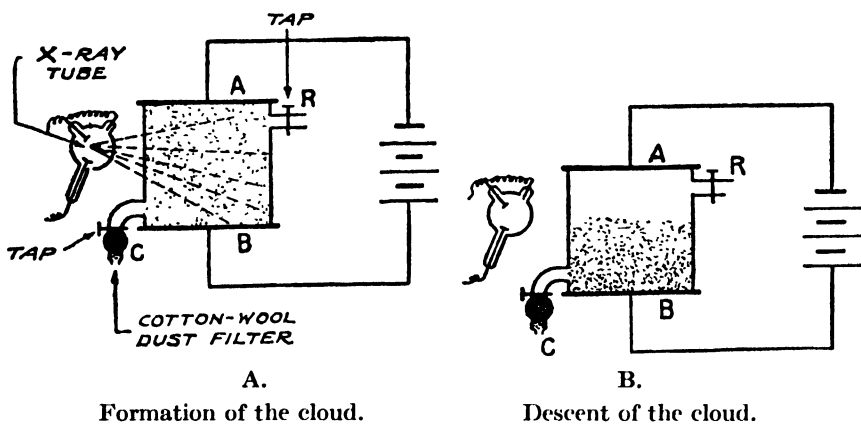 TAP
X-RAY
TUBE
A
R
TAP
B
C
COTTON-WOOL
DUST FILTER
A
R
B
C
A.
B.
Formation of the cloud.
Descent of the cloud.